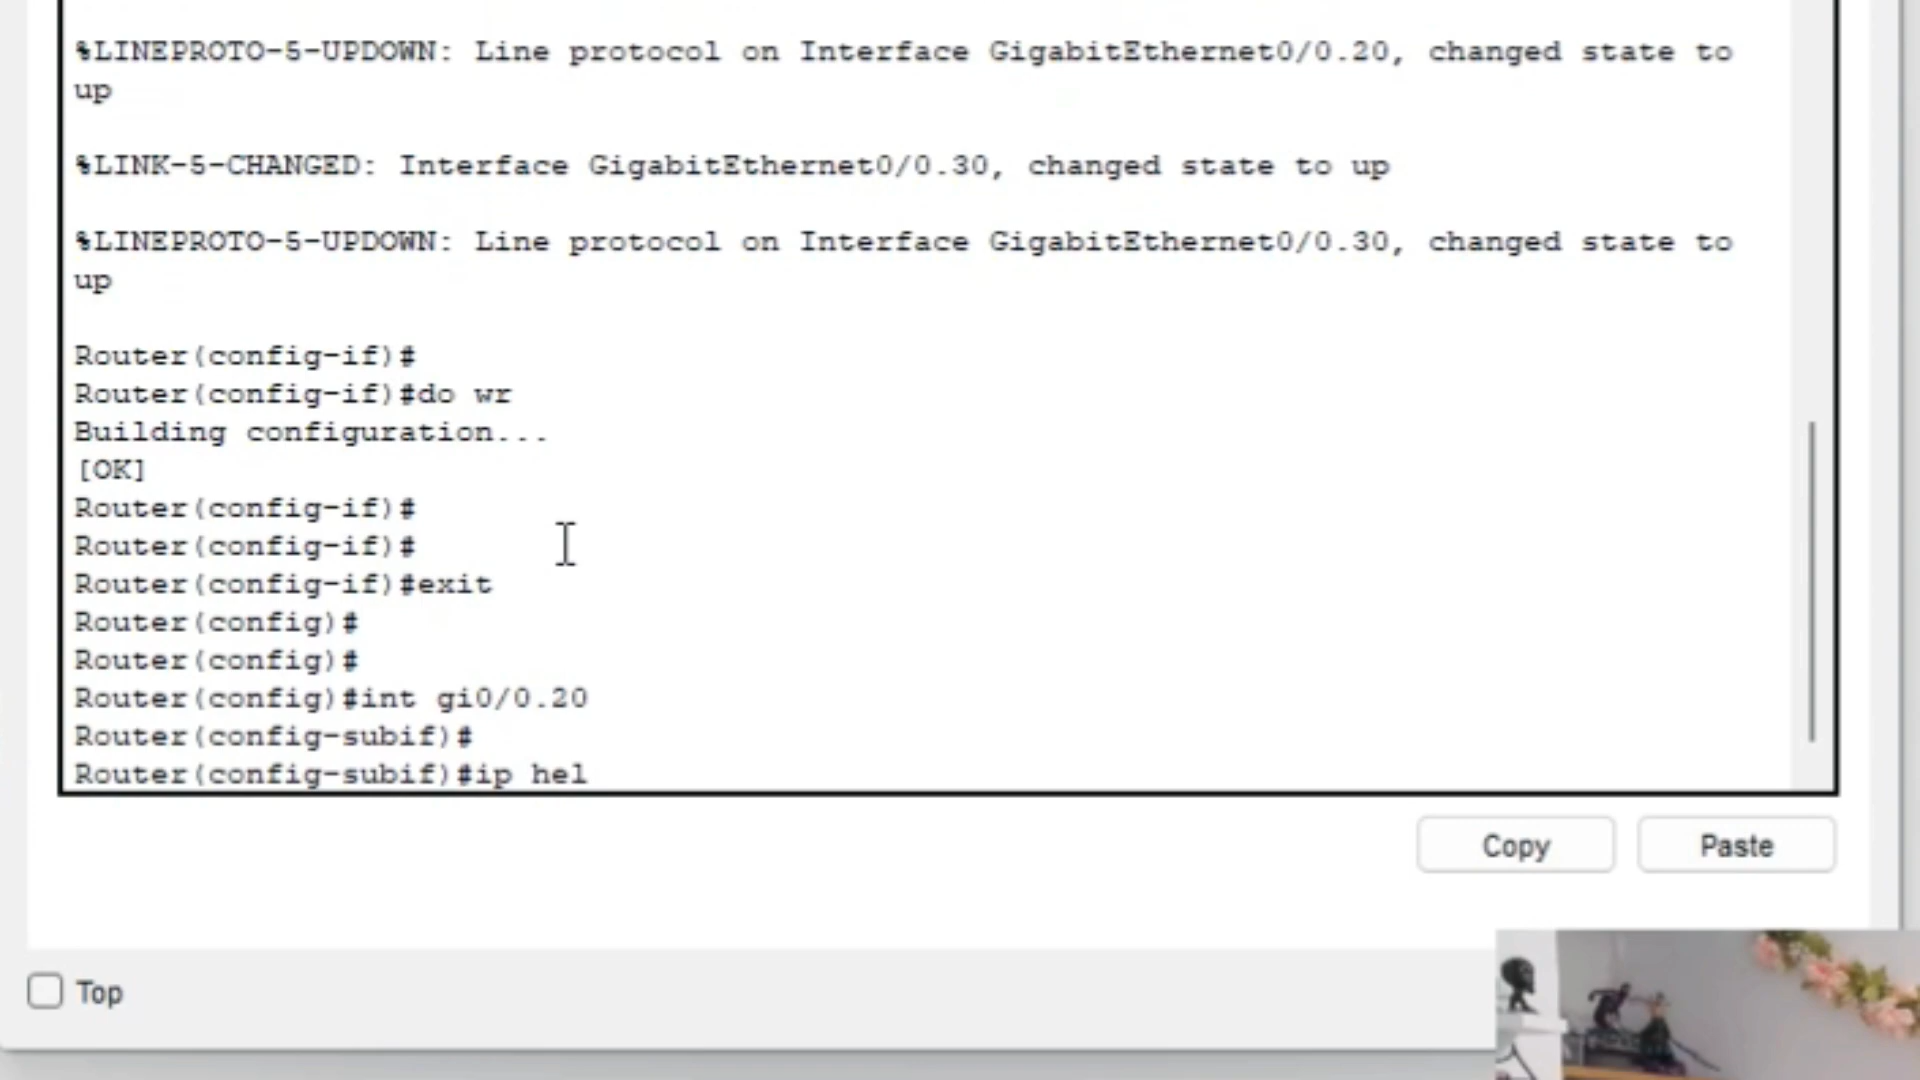 %LINEPROTO-5-UPDOWN: Line protocol on Interface GigabitEthernet0/0.20, changed state to
up
%LINK-5-CHANGED: Interface GigabitEthernet0/0.30, changed state to up
%LINEPROTO-5-UPDOWN: Line protocol on Interface GigabitEthernet0/0.30, changed state to
up
Router(config-if)#
Router(config-if)#do wr
Building configuration...
[OK]
Router(config-if)#
Router(config-if)#
Router(config-if)#exit
Router(config)#
Router(config)#
Router(config)#int gi0/0.20
Router(config-subif)#
Router(config-subif)#ip hel
Copy Paste
Top